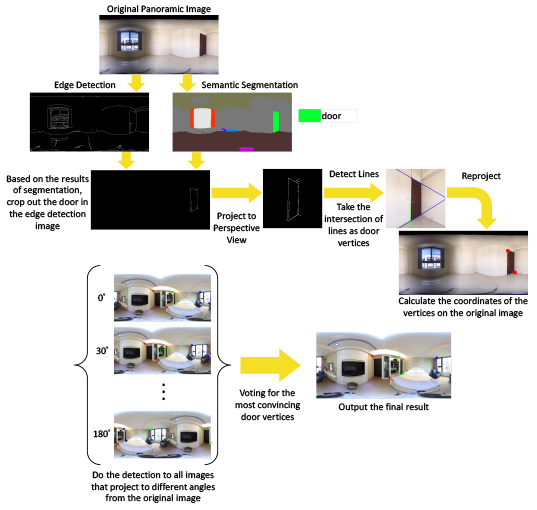 Original Panoramic Image
Edge Detection
Semantic Segmentation
door
Based on the results
of segmentation,
crop out the door in
the edge detection
image
Project to
Perspective
View
Detect Lines
Take the
intersection of
lines as door
vertices
Reproject
Calculate the coordinates of the
vertices on the original image
0°
30°
180°
Do the detection to all images
that project to different angles
from the original image
Voting for the
most convincing
door vertices
Output the final result